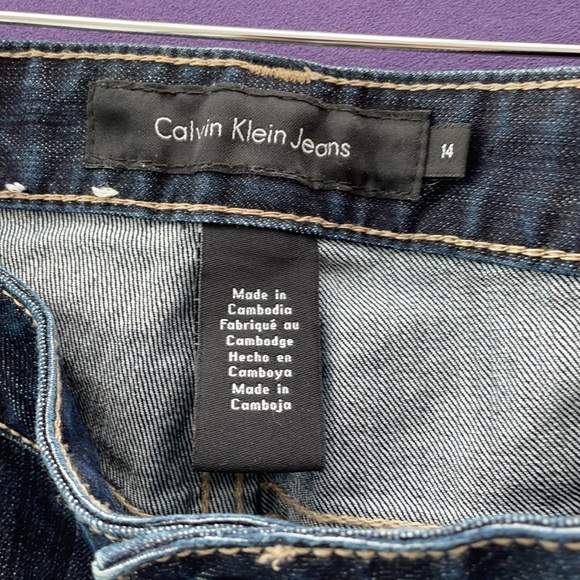 Calvin Klein Jeans
14
Made in
Cambodia
Fabriqué au
Cambodge
Hecho en
Camboya
Made in
Camboja